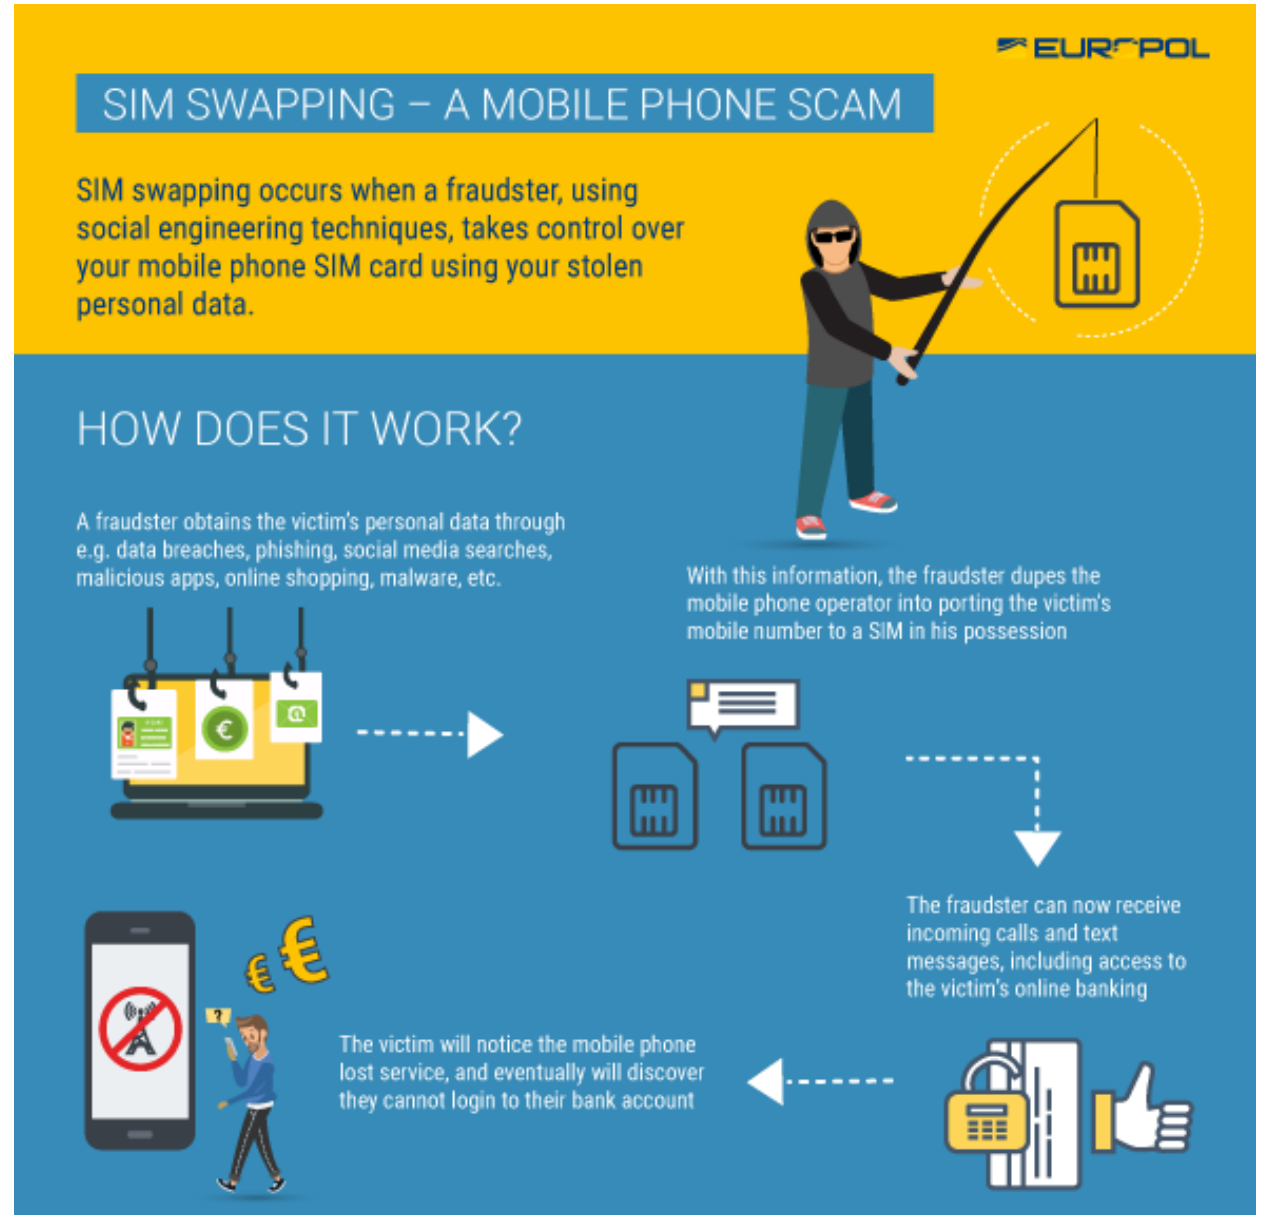 EUROPOL
SIM SWAPPING – A MOBILE PHONE SCAM
SIM swapping occurs when a fraudster, using
social engineering techniques, takes control over
your mobile phone SIM card using your stolen
personal data.
HOW DOES IT WORK?
A fraudster obtains the victim's personal data through
e.g. data breaches, phishing, social media searches,
malicious apps, online shopping, malware, etc.
With this information, the fraudster dupes the
mobile phone operator into porting the victim's
mobile number to a SIM in his possession
€
@
The fraudster can now receive
incoming calls and text
messages, including access to
the victim's online banking
€ €
?
The victim will notice the mobile phone
lost service, and eventually will discover
they cannot login to their bank account